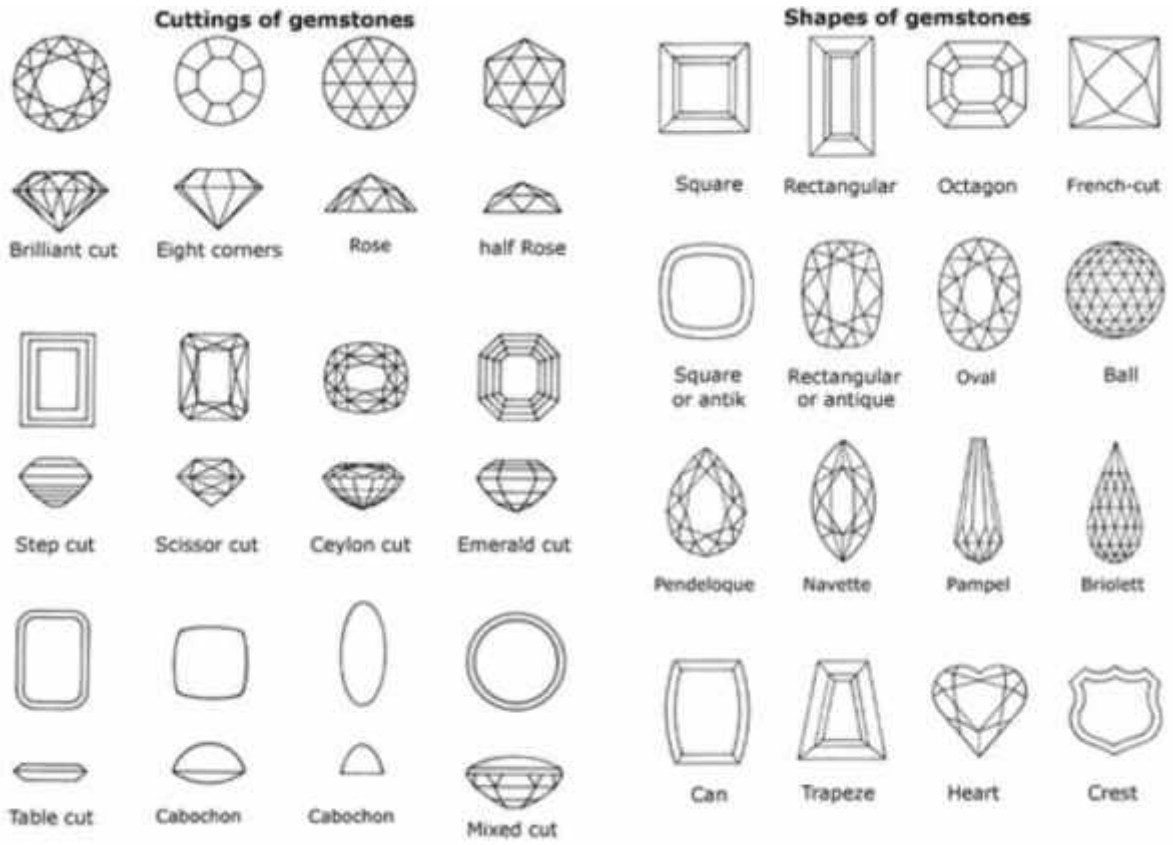 Cuttings of gemstones
Brilliant cut
Eight corners
Rose
half Rose
Step cut
Scissor cut
Ceylon cut
Emerald cut
Table cut
Cabochon
Cabochon
Mixed cut
Shapes of gemstones
Square
Rectangular
Octagon
French-cut
Square
or antik
Rectangular
or antique
Oval
Ball
Pendeloque
Navette
Pampel
Briolett
Can
Trapeze
Heart
Crest